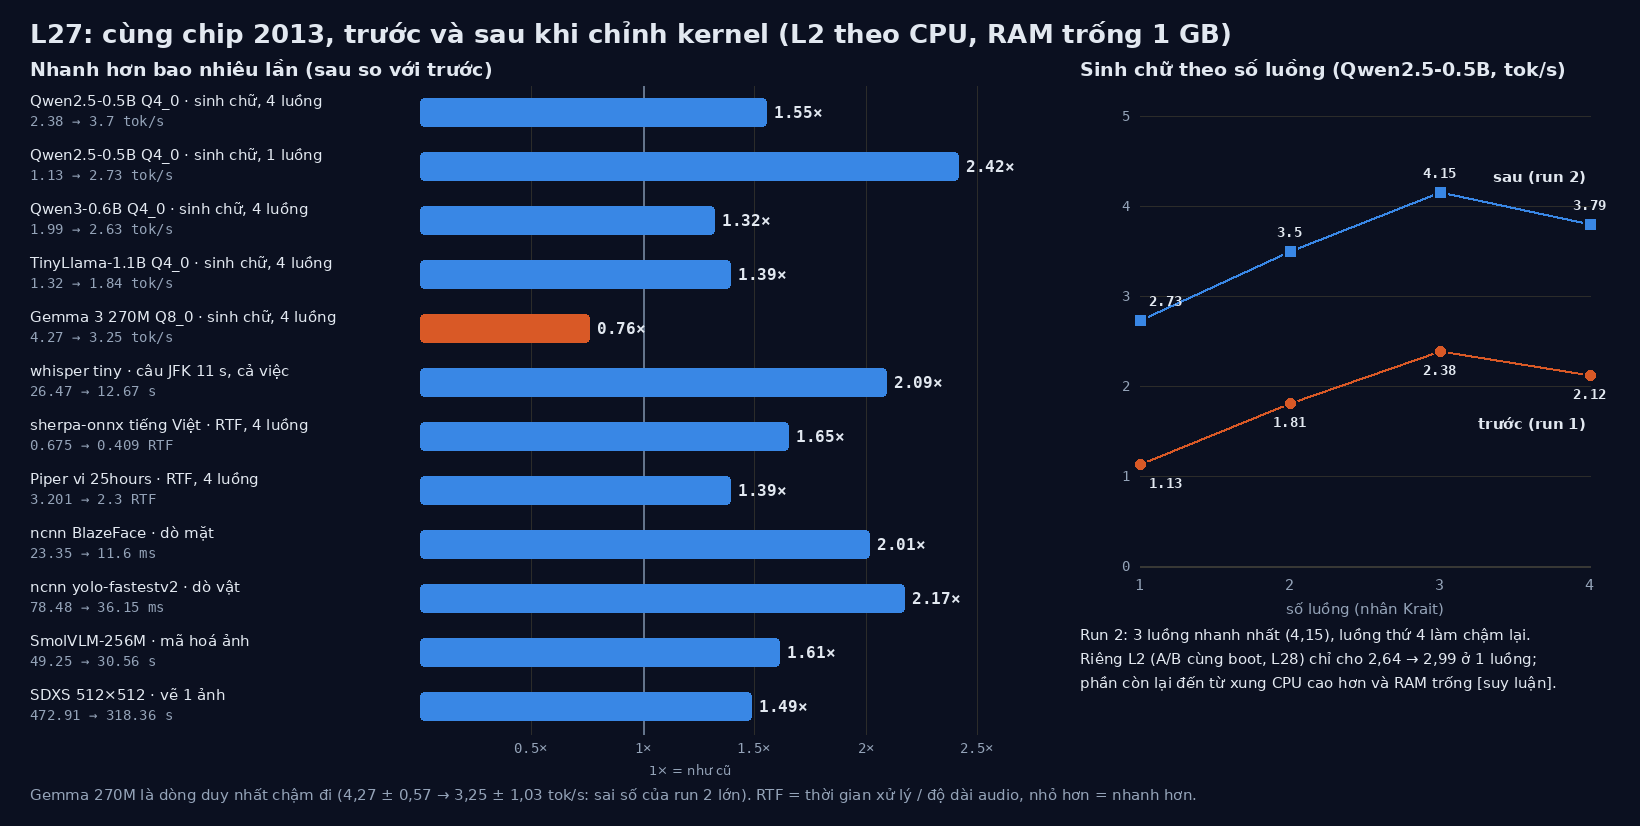 L27: cùng chip 2013, trước và sau khi chỉnh kernel (L2 theo CPU, RAM trống 1 GB)
Nhanh hơn bao nhiêu lần (sau so với trước)
Qwen2.5-0.5B Q4_0 · sinh chữ, 4 luồng
2.38 → 3.7 tok/s
1.55×
Qwen2.5-0.5B Q4_0 · sinh chữ, 1 luồng
1.13 → 2.73 tok/s
2.42×
Qwen3-0.6B Q4_0 · sinh chữ, 4 luồng
1.99 → 2.63 tok/s
1.32×
TinyLlama-1.1B Q4_0 · sinh chữ, 4 luồng
1.32 → 1.84 tok/s
1.39×
Gemma 3 270M Q8_0 · sinh chữ, 4 luồng
4.27 → 3.25 tok/s
0.76×
whisper tiny · câu JFK 11 s, cả việc
26.47 → 12.67 s
2.09×
sherpa-onnx tiếng Việt · RTF, 4 luồng
0.675 → 0.409 RTF
1.65×
Piper vi 25hours · RTF, 4 luồng
3.201 → 2.3 RTF
1.39×
ncnn BlazeFace · dò mặt
23.35 → 11.6 ms
2.01×
ncnn yolo-fastestv2 · dò vật
78.48 → 36.15 ms
2.17×
SmolVLM-256M · mã hoá ảnh
49.25 → 30.56 s
1.61×
SDXS 512×512 · vẽ 1 ảnh
472.91 → 318.36 s
1.49×
0.5× 1× 1.5× 2× 2.5×
1× = như cũ
Sinh chữ theo số luồng (Qwen2.5-0.5B, tok/s)
5
4
3
2
1
0
sau (run 2)
2.73
3.5
4.15
3.79
trước (run 1)
1.13
1.81
2.38
2.12
1 2 3 4
số luồng (nhân Krait)
Run 2: 3 luồng nhanh nhất (4,15), luồng thứ 4 làm chậm lại.
Riêng L2 (A/B cùng boot, L28) chỉ cho 2,64 → 2,99 ở 1 luồng;
phần còn lại đến từ xung CPU cao hơn và RAM trống [suy luận].
Gemma 270M là dòng duy nhất chậm đi (4,27 ± 0,57 → 3,25 ± 1,03 tok/s: sai số của run 2 lớn). RTF = thời gian xử lý / độ dài audio, nhỏ hơn = nhanh hơn.